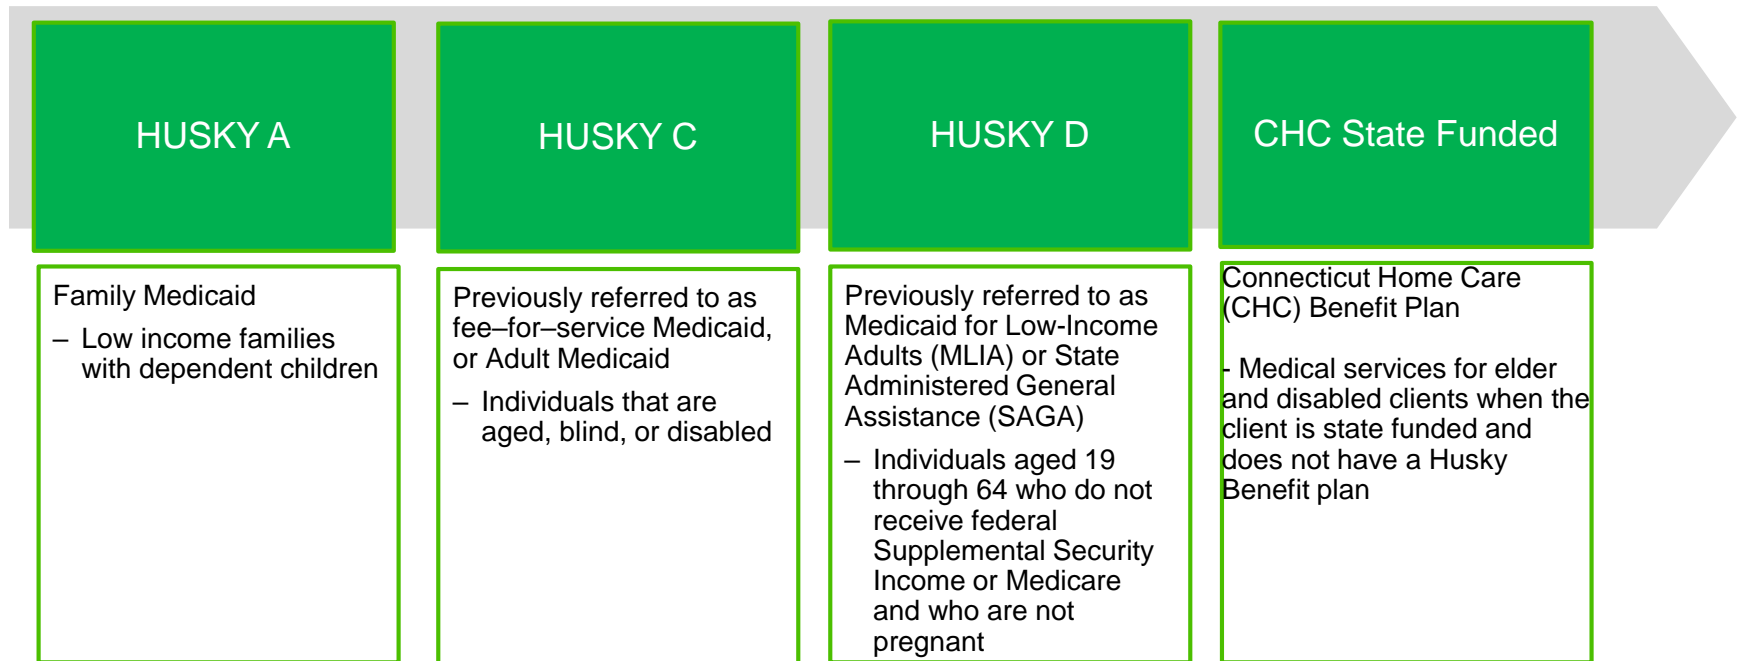 HUSKY A
HUSKY C
HUSKY D
CHC State Funded
Family Medicaid
– Low income families
with dependent children
Previously referred to as
fee–for–service Medicaid,
or Adult Medicaid
– Individuals that are
aged, blind, or disabled
Previously referred to as
Medicaid for Low-Income
Adults (MLIA) or State
Administered General
Assistance (SAGA)
– Individuals aged 19
through 64 who do not
receive federal
Supplemental Security
Income or Medicare
and who are not
pregnant
Connecticut Home Care
(CHC) Benefit Plan
- Medical services for elder
and disabled clients when the
client is state funded and
does not have a Husky
Benefit plan